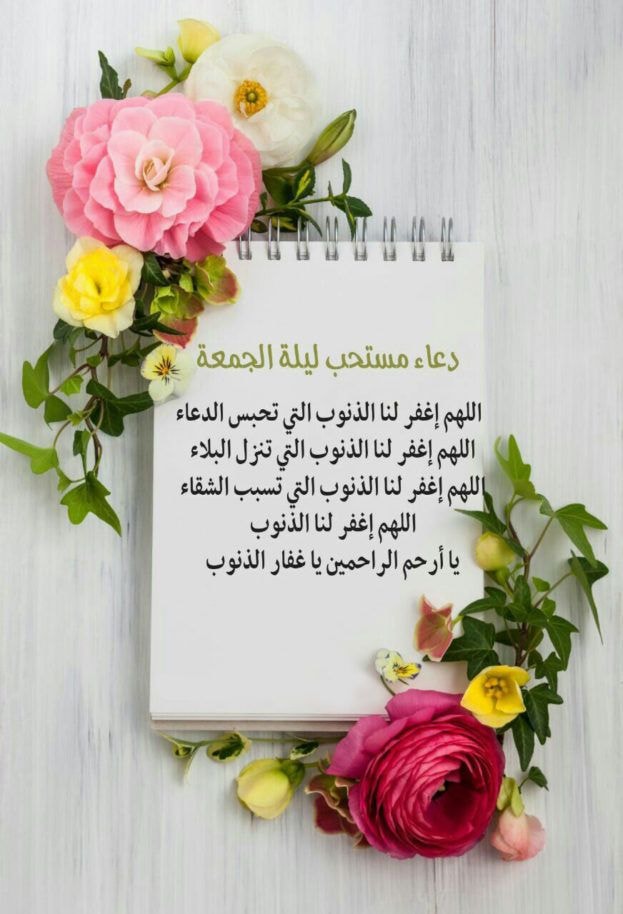 دعاء مستحب ليلة الجمعة
اللهم إغفر لنا الذنوب التي تحبس الدعاء
اللهم إغفر لنا الذنوب التي تنزل البلاء
اللهم إغفر لنا الذنوب التي تسبب الشقاء
اللهم إغفر لنا الذنوب
يا أرحم الراحمين يا غفار الذنوب